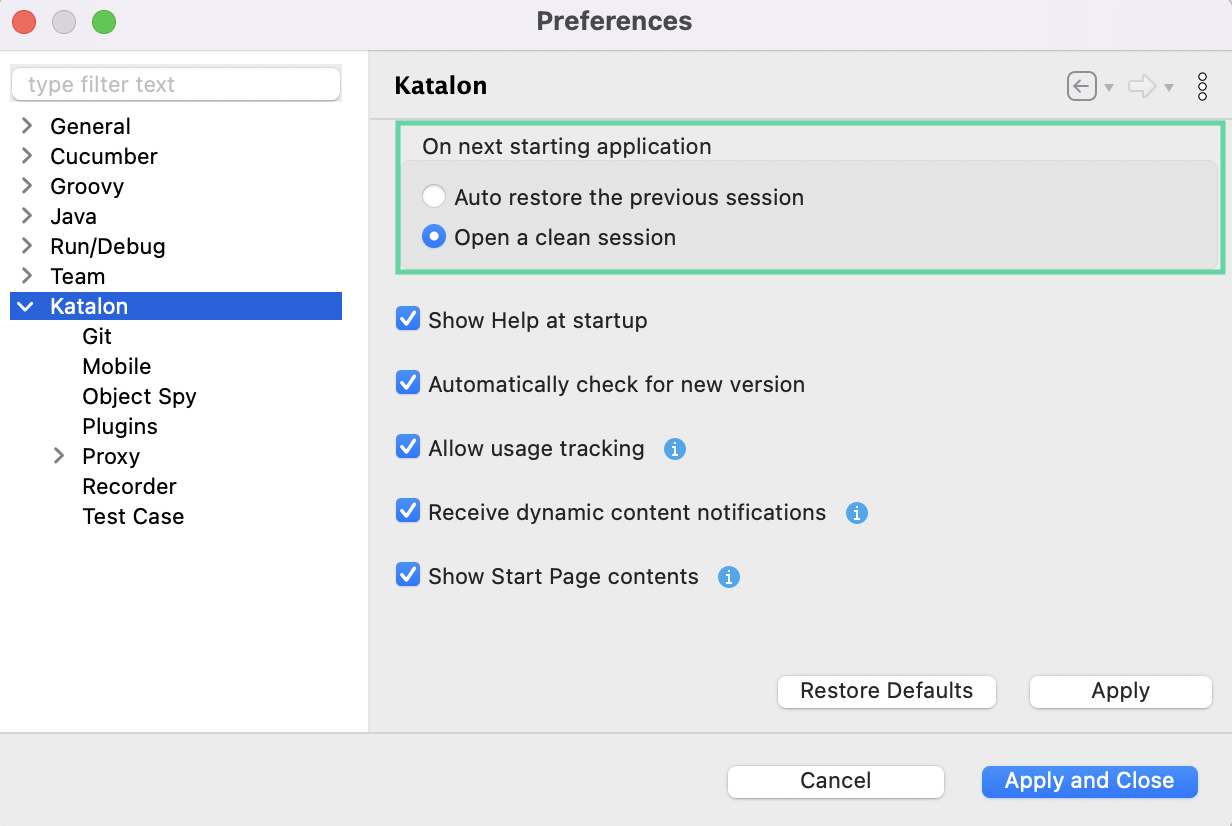 Preferences
type filter text
General
Cucumber
Groovy
Java
Run/Debug
Team
Katalon
Git
Mobile
Object Spy
Plugins
Proxy
Recorder
Test Case
Katalon
On next starting application
Auto restore the previous session
Open a clean session
Show Help at startup
Automatically check for new version
Allow usage tracking
Receive dynamic content notifications
Show Start Page contents
Restore Defaults
Apply
Cancel
Apply and Close